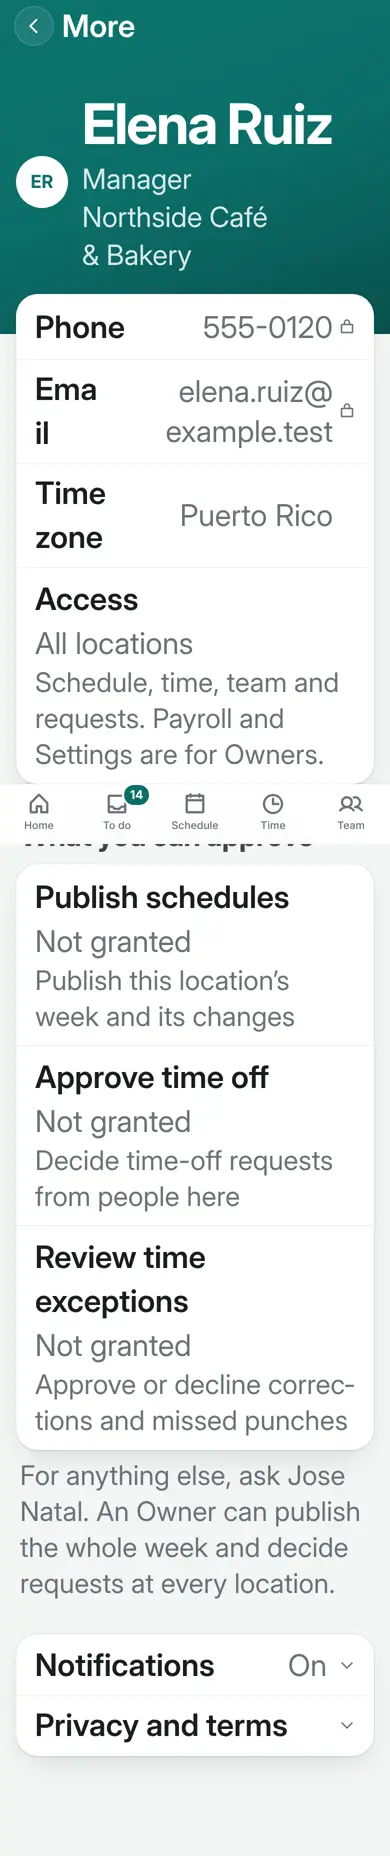 More
Elena Ruiz
ER
Manager
Northside Café
& Bakery
Phone
555-0120
Ema
il
elena.ruiz@
example.test
Time
zone
Puerto Rico
Access
All locations
Schedule, time, team and
requests. Payroll and
Settings are for Owners.
14
Home
To do
Schedule
Time
Team
What you can approve
Publish schedules
Not granted
Publish this location’s
week and its changes
Approve time off
Not granted
Decide time-off requests
from people here
Review time
exceptions
Not granted
Approve or decline correc-
tions and missed punches
For anything else, ask Jose
Natal. An Owner can publish
the whole week and decide
requests at every location.
Notifications
On
Privacy and terms